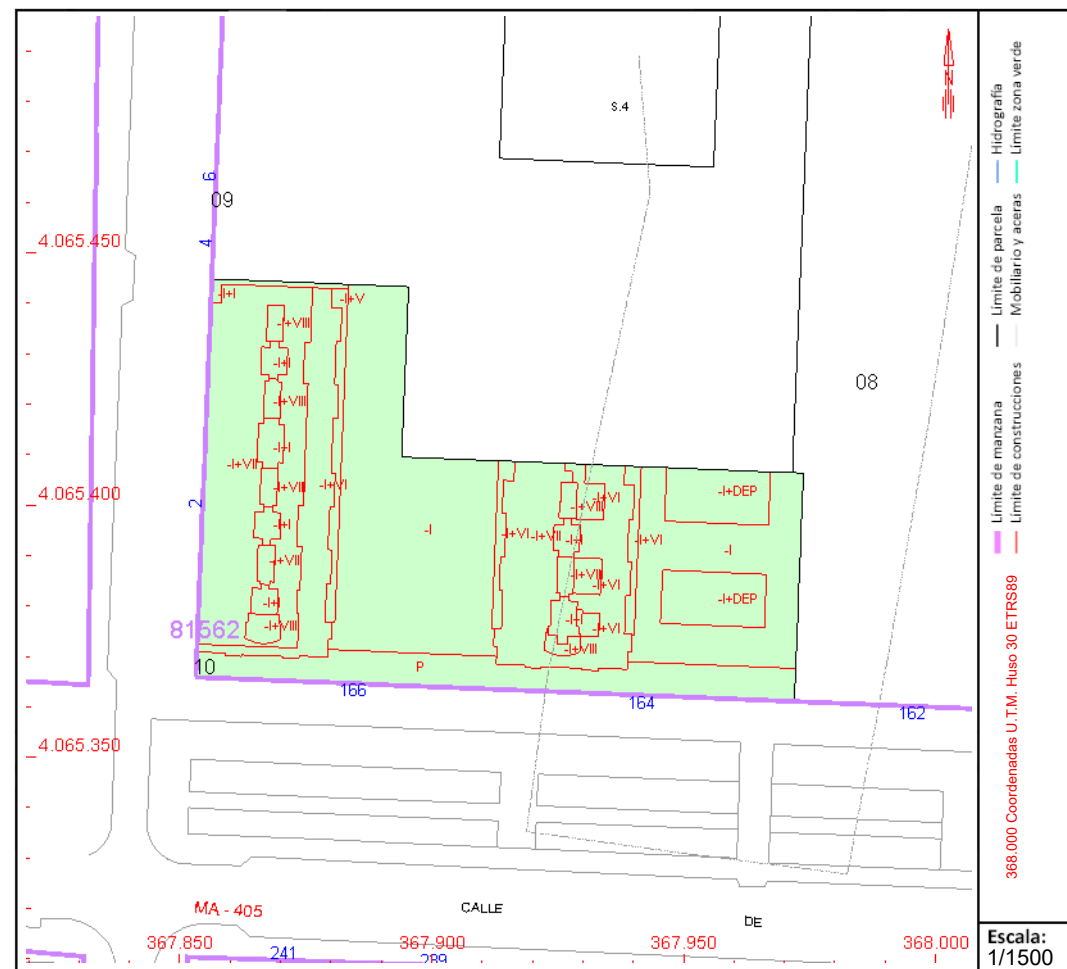 S.4
6
09
4
4.065.450
-I+I
-I+V
-I+VIII
-I+I
08
-I+VIII
-I+I
-I+VII
-I+VIII
-I+VI
2
4.065.400
-I+DEP
-I+VI
-I+VIII
-I+I
-I
-I+VI
-I+VII
-I+I
-I+VI
-I
-I+VII
-I+VII
-I+VI
-I+I
-I+DEP
-I+I
-I+VIII
-I+VI
81562
-I+VIII
10
P
166
164
162
4.065.350
MA - 405
CALLE
DE
367.850
367.900
367.950
368.000
241
289
Límite de manzana
Límite de parcela
Hidrografía
Límite de construcciones
Mobiliario y aceras
Límite zona verde
368.000 Coordenadas U.T.M. Huso 30 ETRS89
N
Escala:
1/1500